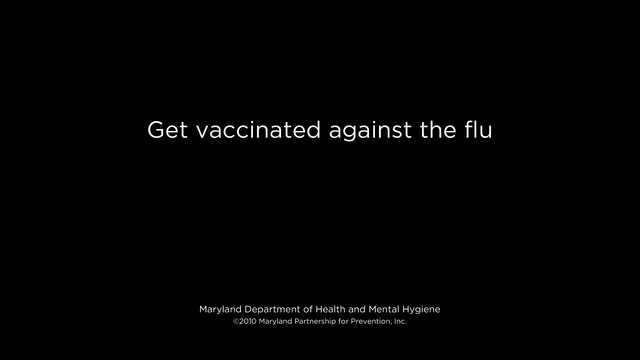 Get vaccinated against the flu
Maryland Department of Health and Mental Hygiene
©2010 Maryland Partnership for Prevention, Inc.